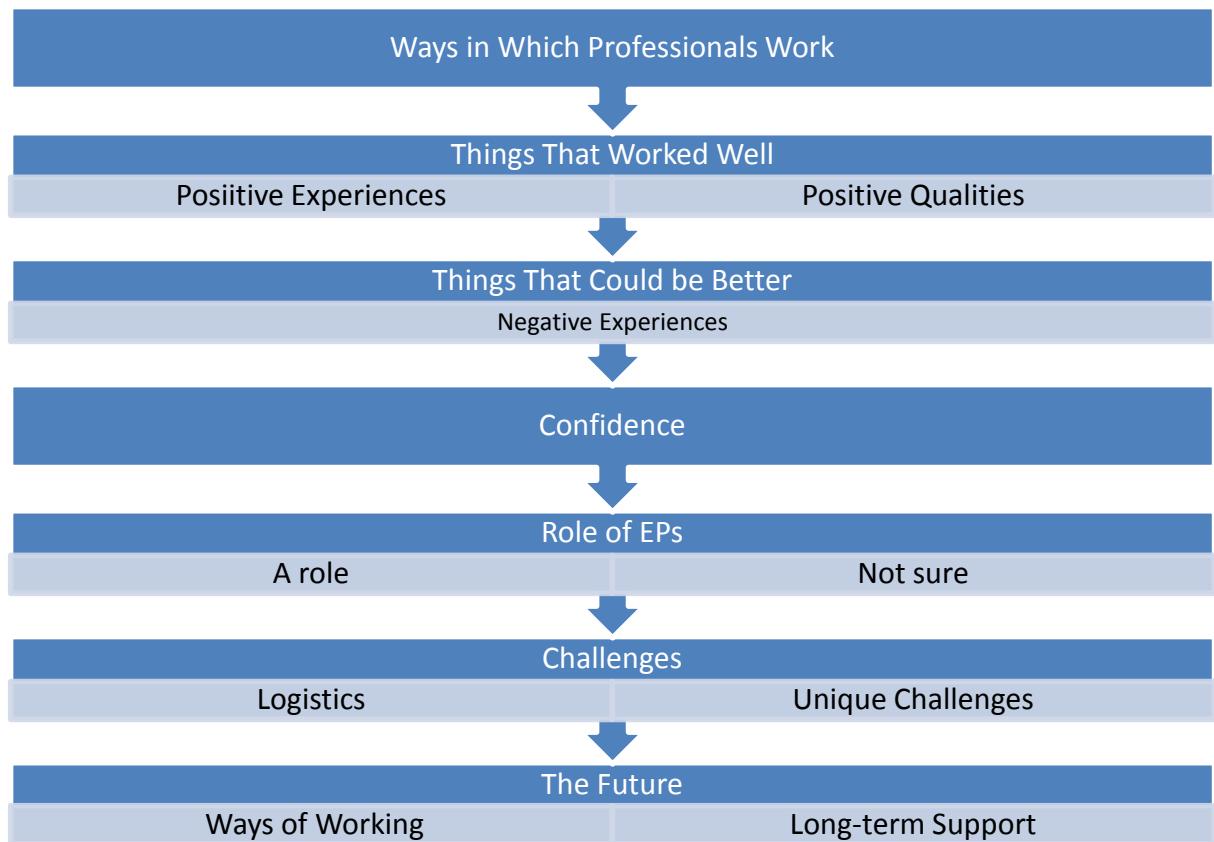 Ways in Which Professionals Work
Things That Worked Well
Posiitive Experiences
Positive Qualities
Things That Could be Better
Negative Experiences
Confidence
Role of EPs
A role
Not sure
Challenges
Logistics
Unique Challenges
The Future
Ways of Working
Long-term Support